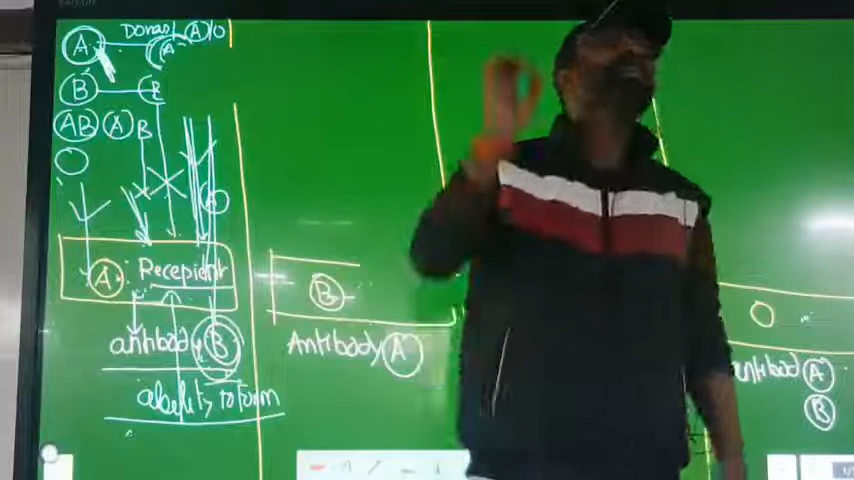 Donar A/O
A A
B B
AB A B
O
A
A Recepient
antibody B
ability to form
B
Antibody A
O
antibody A
B